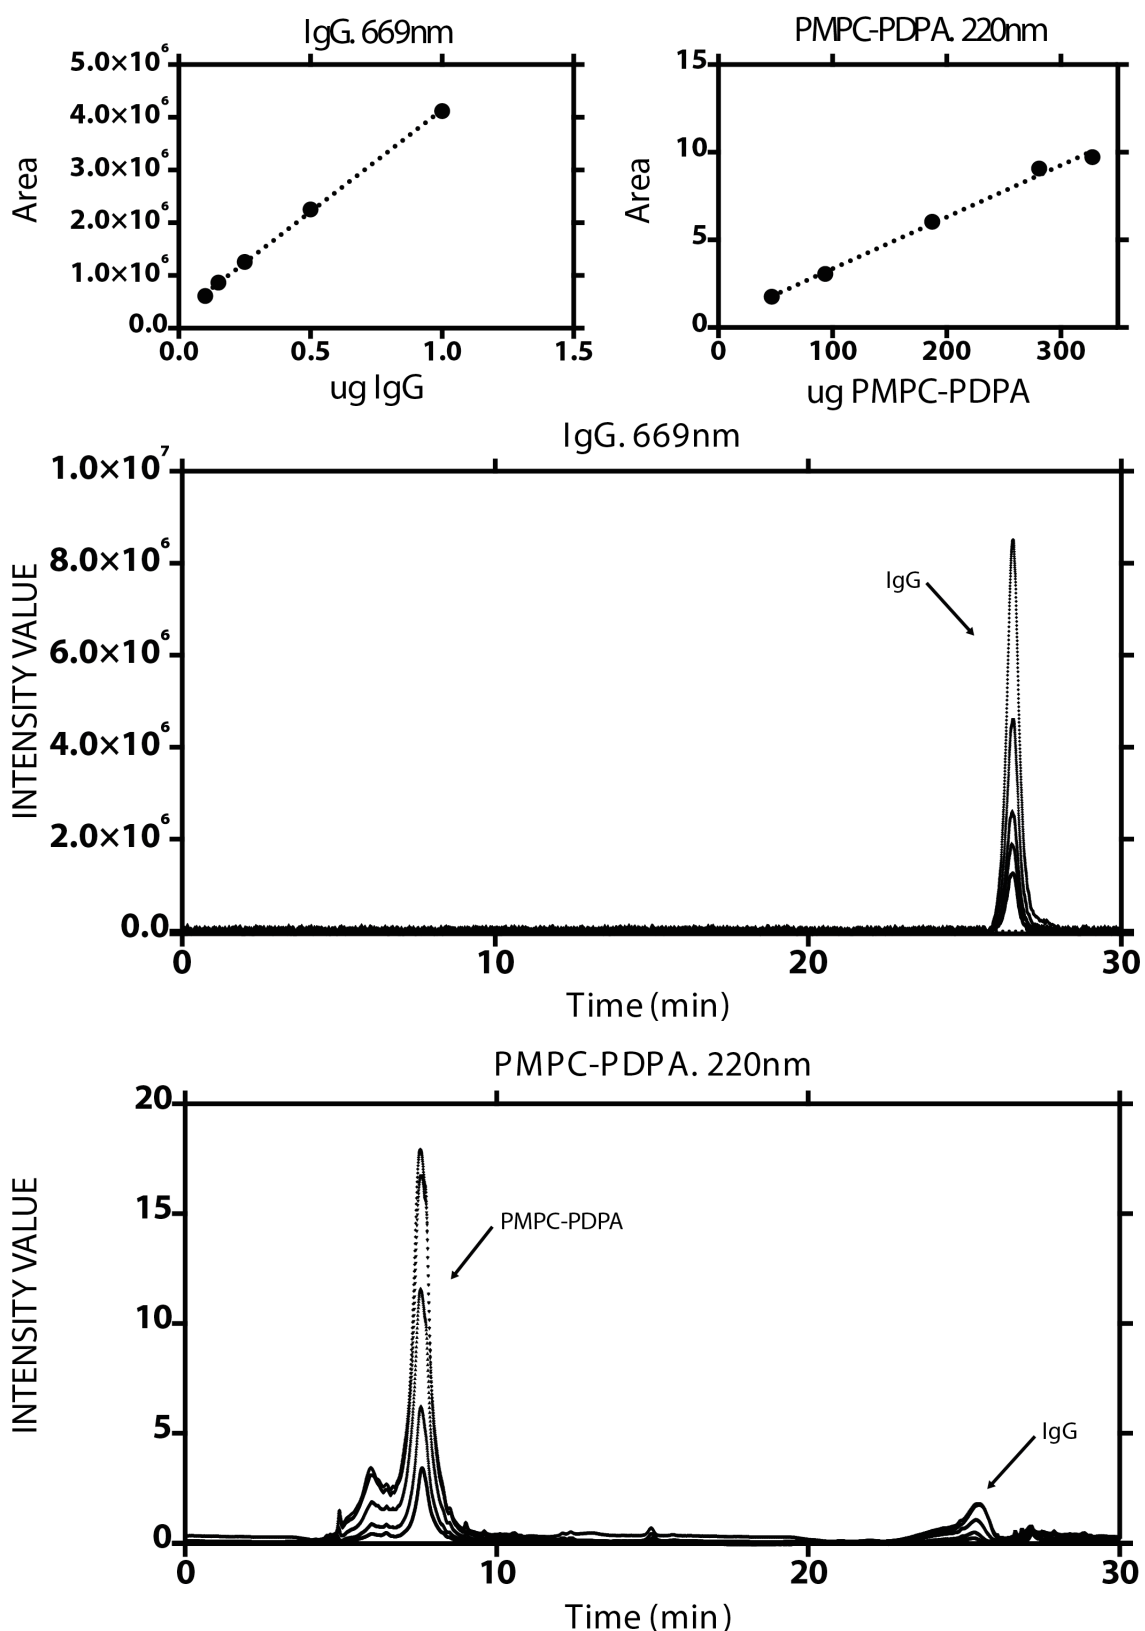 IgG. 669nm
5.0×10⁶
4.0×10⁶
3.0×10⁶
2.0×10⁶
1.0×10⁶
0.0
Area
0.0 0.5 1.0 1.5
ug IgG
PMPC-PDPA. 220nm
15
10
5
0
Area
0 100 200 300
ug PMPC-PDPA
IgG. 669nm
1.0×10⁷
8.0×10⁶
6.0×10⁶
4.0×10⁶
2.0×10⁶
0.0
INTENSITY VALUE
IgG
0 10 20 30
Time (min)
PMPC-PDPA. 220nm
20
15
10
5
0
INTENSITY VALUE
PMPC-PDPA
IgG
0 10 20 30
Time (min)